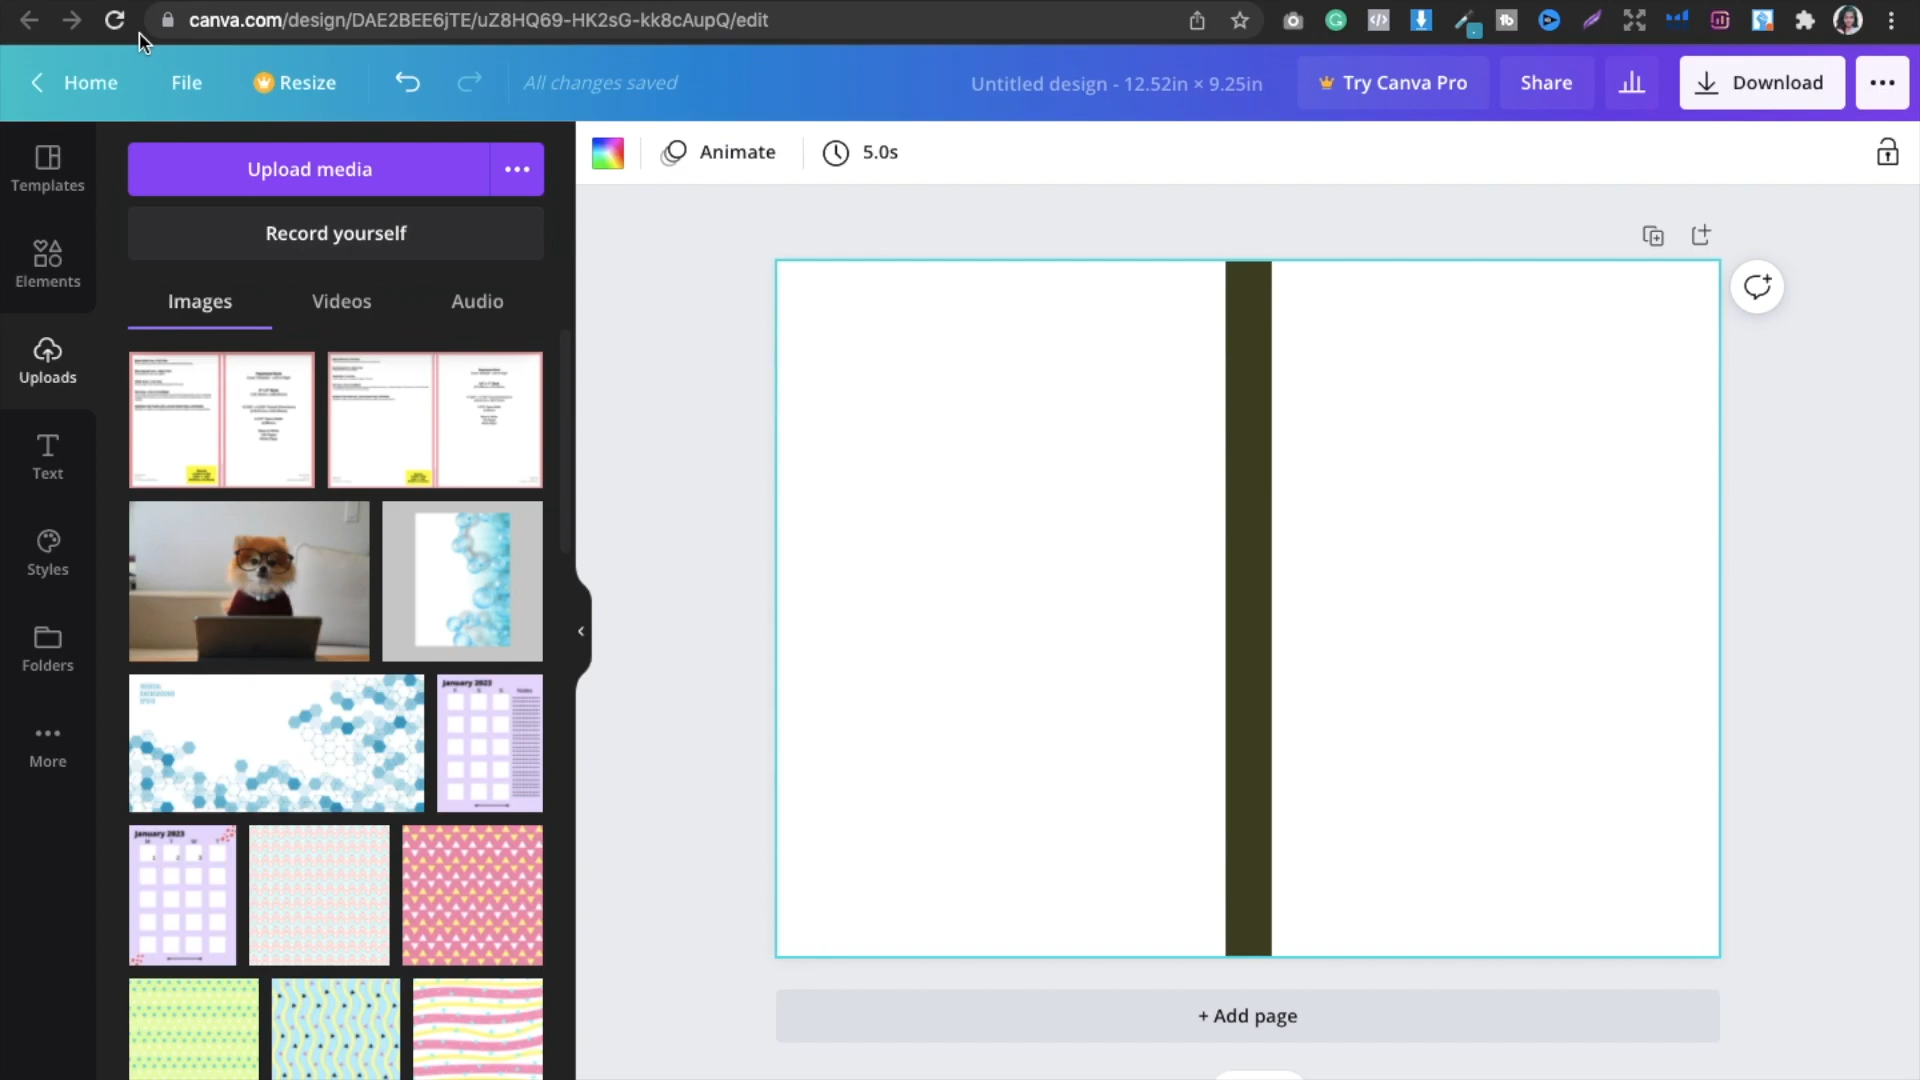 canva.com/design/DAE2BEE6jTE/uZ8HQ69-HK2sG-kk8cAupQ/edit
Home
File
Resize
All changes saved
Untitled design - 12.52in × 9.25in
Try Canva Pro
Share
Download
Templates
Elements
Uploads
Text
Styles
Folders
More
Upload media
Record yourself
Images
Videos
Audio
Animate
5.0s
January 2023
Notes
January 2023
+ Add page